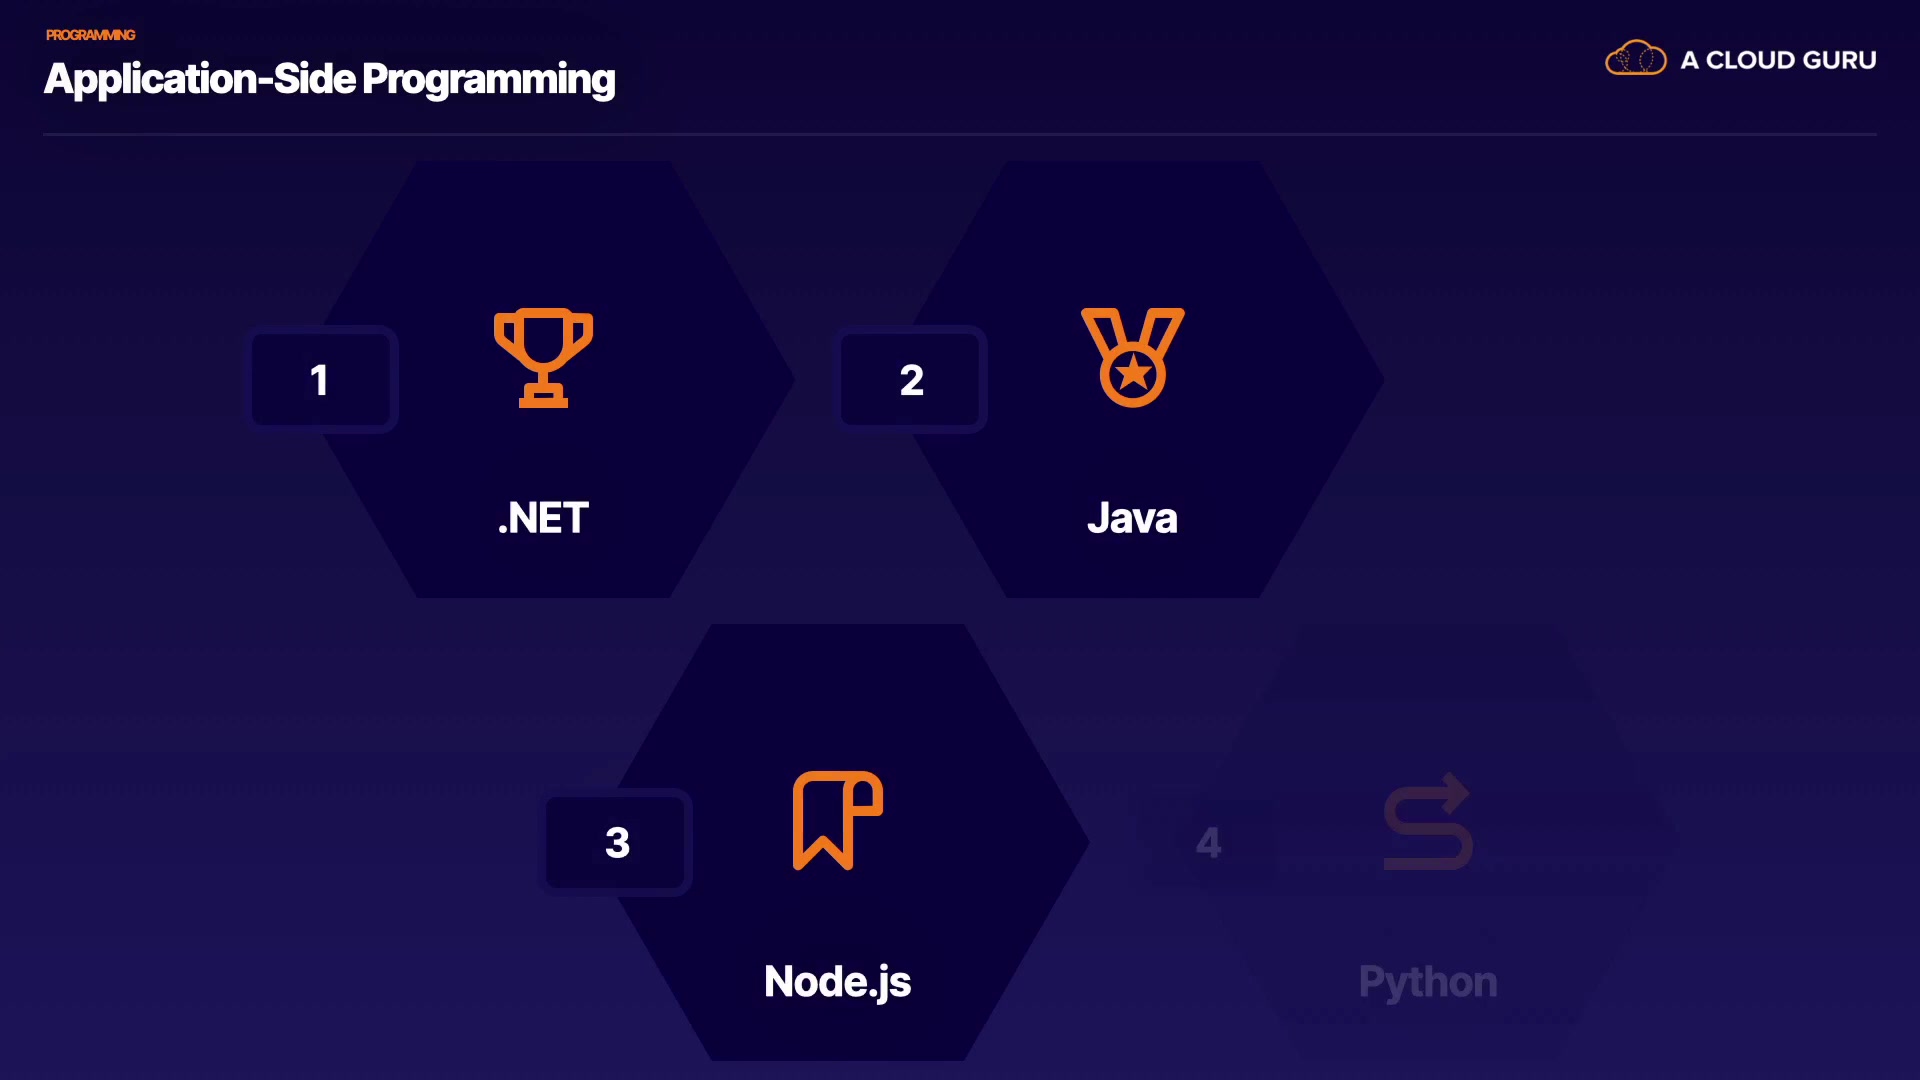 PROGRAMMING
Application-Side Programming
A CLOUD GURU
1
.NET
2
Java
3
Node.js
4
Python